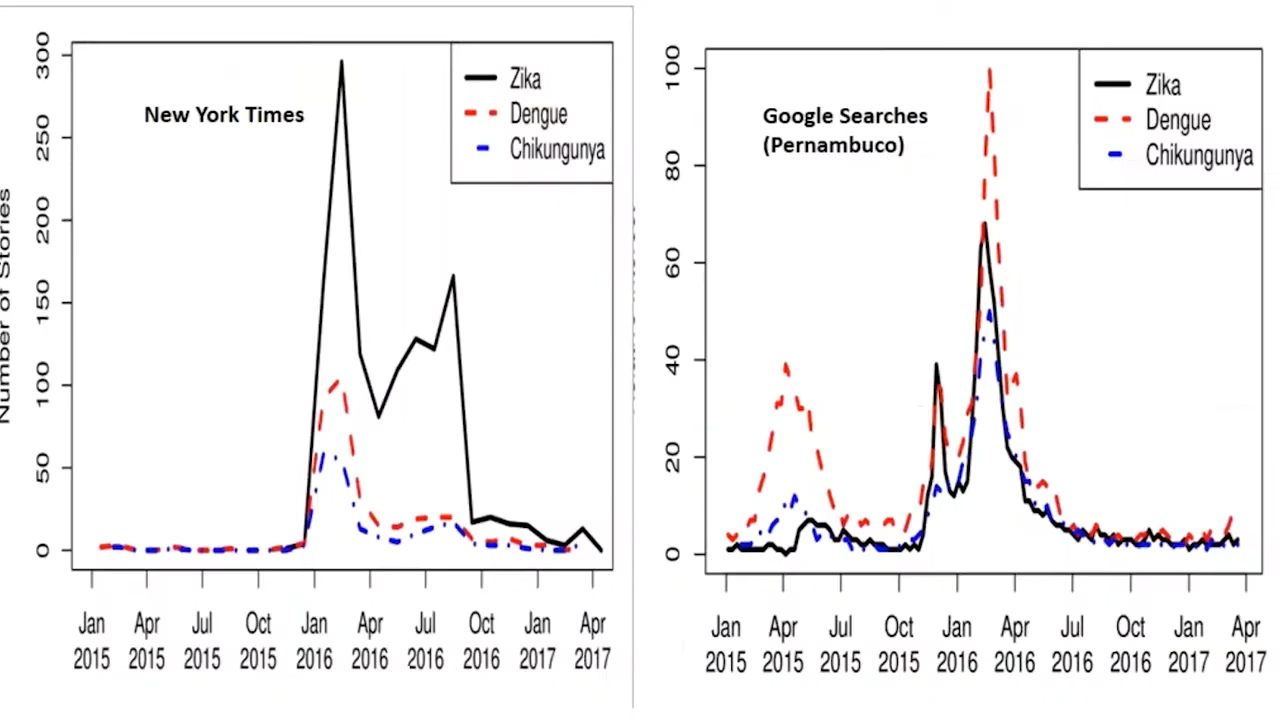 New York Times
Zika
Dengue
Chikungunya
Number of Stories
300
250
200
150
100
50
0
Jan Apr Jul Oct Jan Apr Jul Oct Jan Apr
2015 2015 2015 2015 2016 2016 2016 2016 2017 2017
Google Searches
(Pernambuco)
Zika
Dengue
Chikungunya
100
80
60
40
20
0
Jan Apr Jul Oct Jan Apr Jul Oct Jan Apr
2015 2015 2015 2015 2016 2016 2016 2016 2017 2017